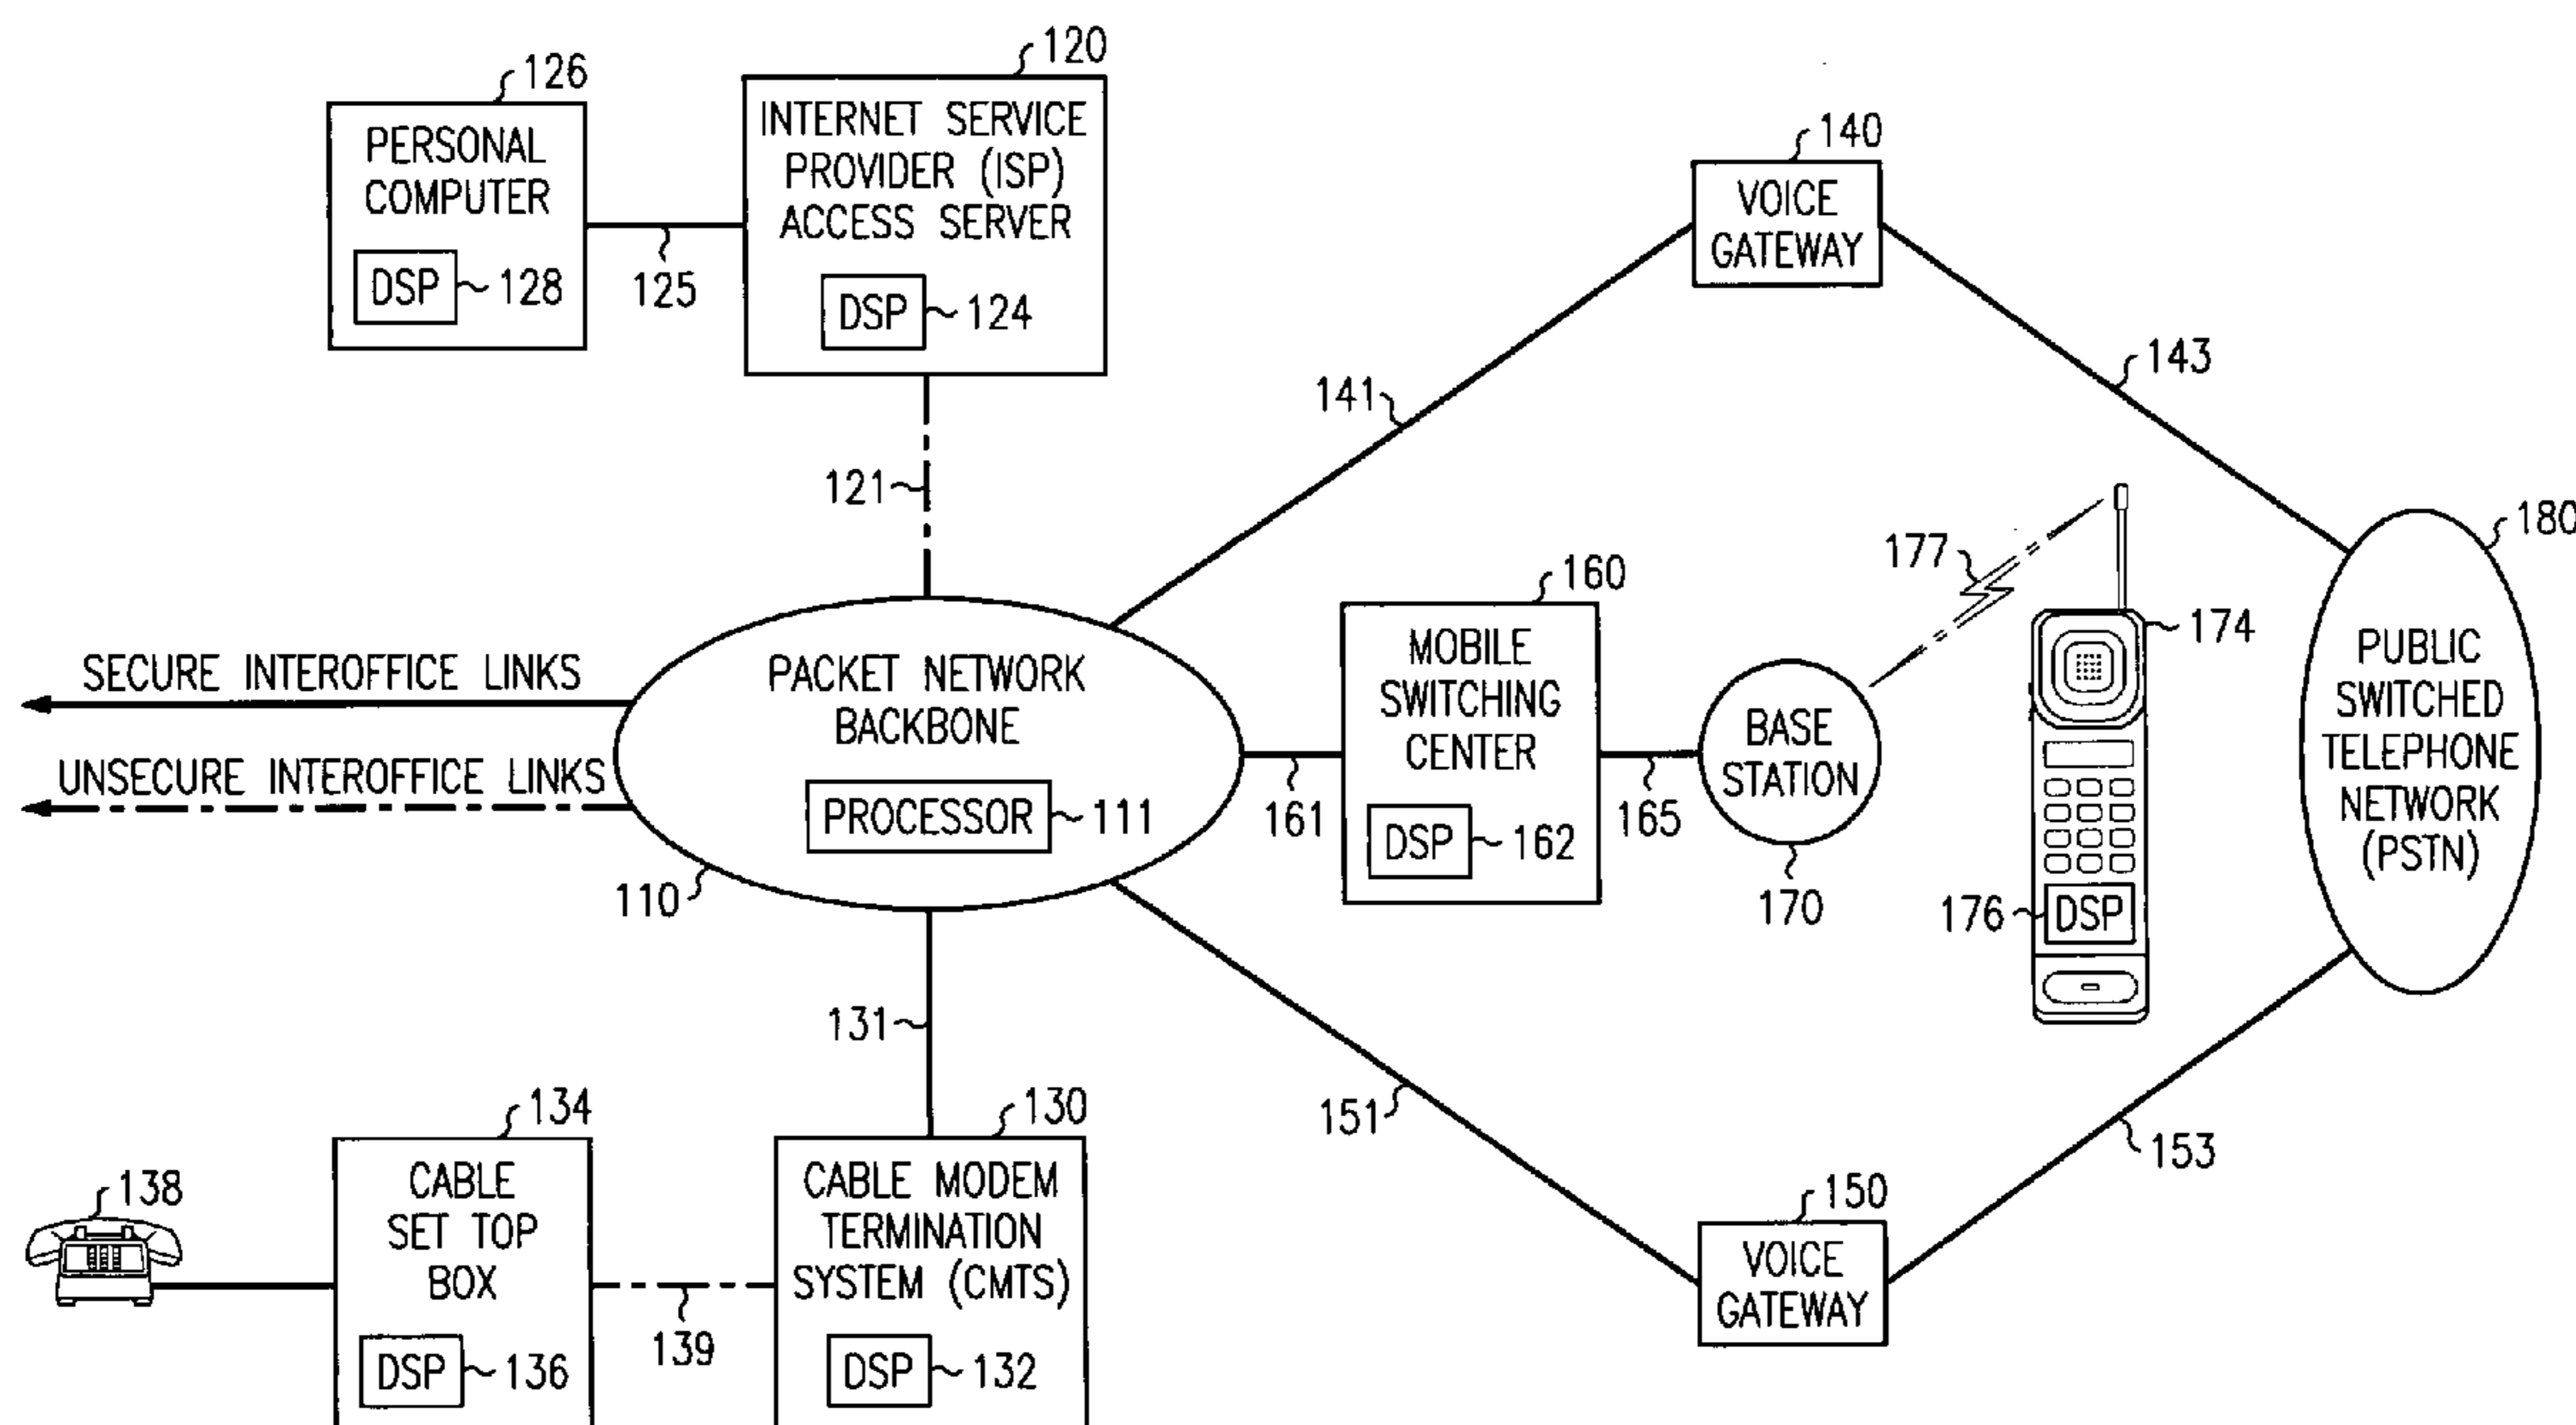 126
PERSONAL
COMPUTER
DSP
128
125
120
INTERNET SERVICE
PROVIDER (ISP)
ACCESS SERVER
DSP
124
121
140
VOICE
GATEWAY
141
143
SECURE INTEROFFICE LINKS
UNSECURE INTEROFFICE LINKS
PACKET NETWORK
BACKBONE
PROCESSOR
111
110
161
160
MOBILE
SWITCHING
CENTER
DSP
162
165
BASE
STATION
170
177
174
176
DSP
180
PUBLIC
SWITCHED
TELEPHONE
NETWORK
(PSTN)
131
151
153
138
134
CABLE
SET TOP
BOX
DSP
136
139
130
CABLE MODEM
TERMINATION
SYSTEM (CMTS)
DSP
132
150
VOICE
GATEWAY